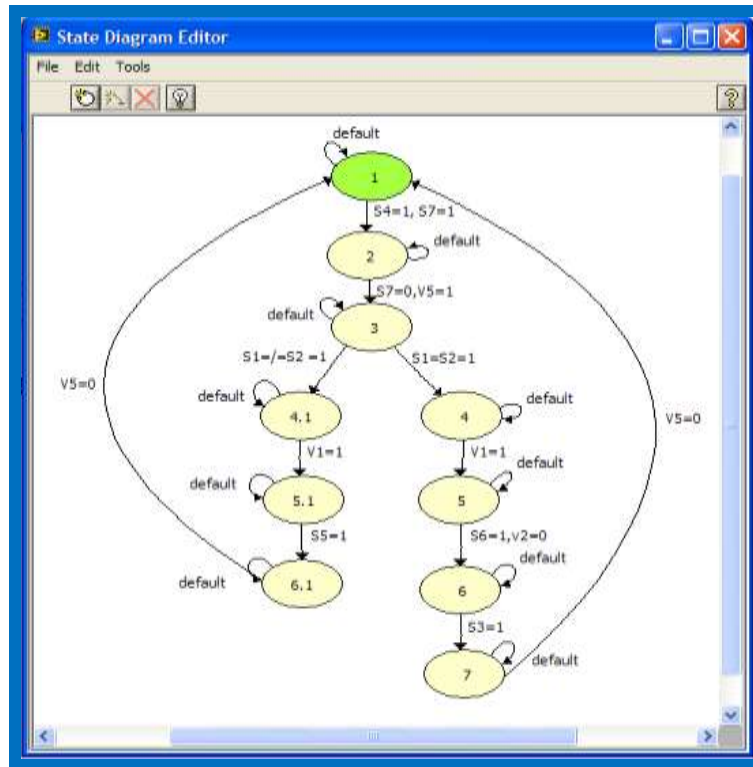 State Diagram Editor
File Edit Tools
default
1
S4=1, S7=1
default
2
S7=0,V5=1
default
3
S1=/=S2 =1
S1=S2=1
V5=0
default
4.1
4
default
V5=0
V1=1
V1=1
default
5.1
5
default
S5=1
S6=1,v2=0
default
6.1
6
default
S3=1
7
default